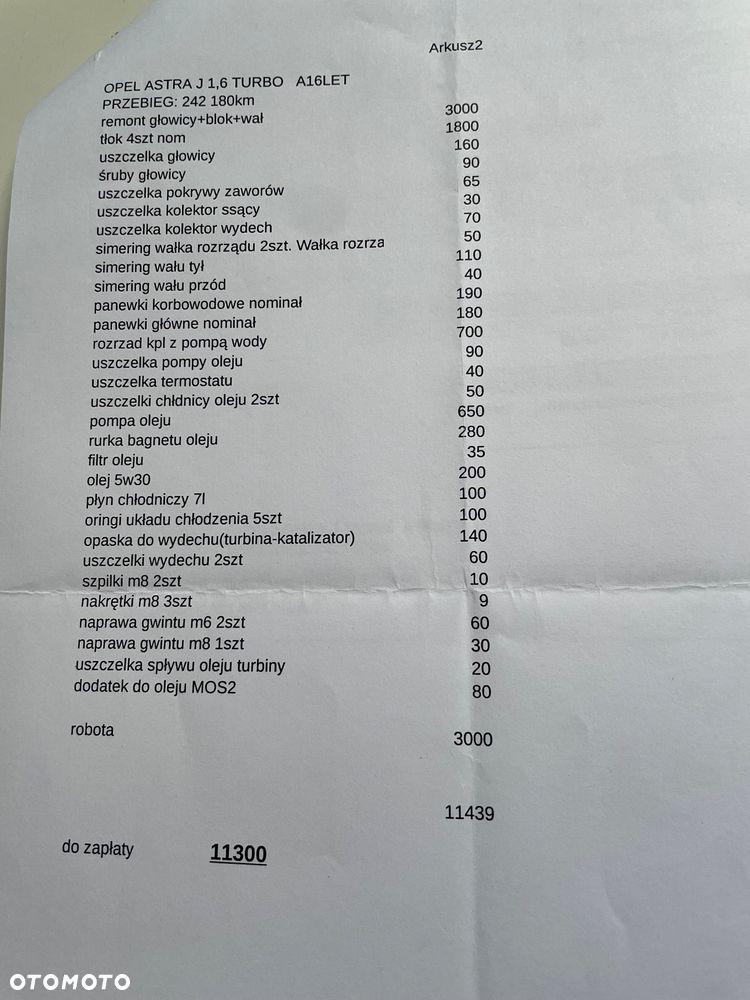 Arkusz2
OPEL ASTRA J 1,6 TURBO A16LET
PRZEBIEG: 242 180km
remont głowicy+blok+wał 3000
tłok 4szt nom 1800
uszczelka głowicy 160
śruby głowicy 90
uszczelka pokrywy zaworów 65
uszczelka kolektor ssący 30
uszczelka kolektor wydech 70
simering wałka rozrządu 2szt. Wałka rozrza 50
simering wału tył 110
simering wału przód 40
panewki korbowodowe nominał 190
panewki główne nominał 180
rozrzad kpl z pompą wody 700
uszczelka pompy oleju 90
uszczelka termostatu 40
uszczelki chłdnicy oleju 2szt 50
pompa oleju 650
rurka bagnetu oleju 280
filtr oleju 35
olej 5w30 200
płyn chłodniczy 7l 100
oringi układu chłodzenia 5szt 100
opaska do wydechu(turbina-katalizator) 140
uszczelki wydechu 2szt 60
szpilki m8 2szt 10
nakrętki m8 3szt 9
naprawa gwintu m6 2szt 60
naprawa gwintu m8 1szt 30
uszczelka spływu oleju turbiny 20
dodatek do oleju MOS2 80
robota 3000
11439
do zapłaty 11300
OTOMOTO